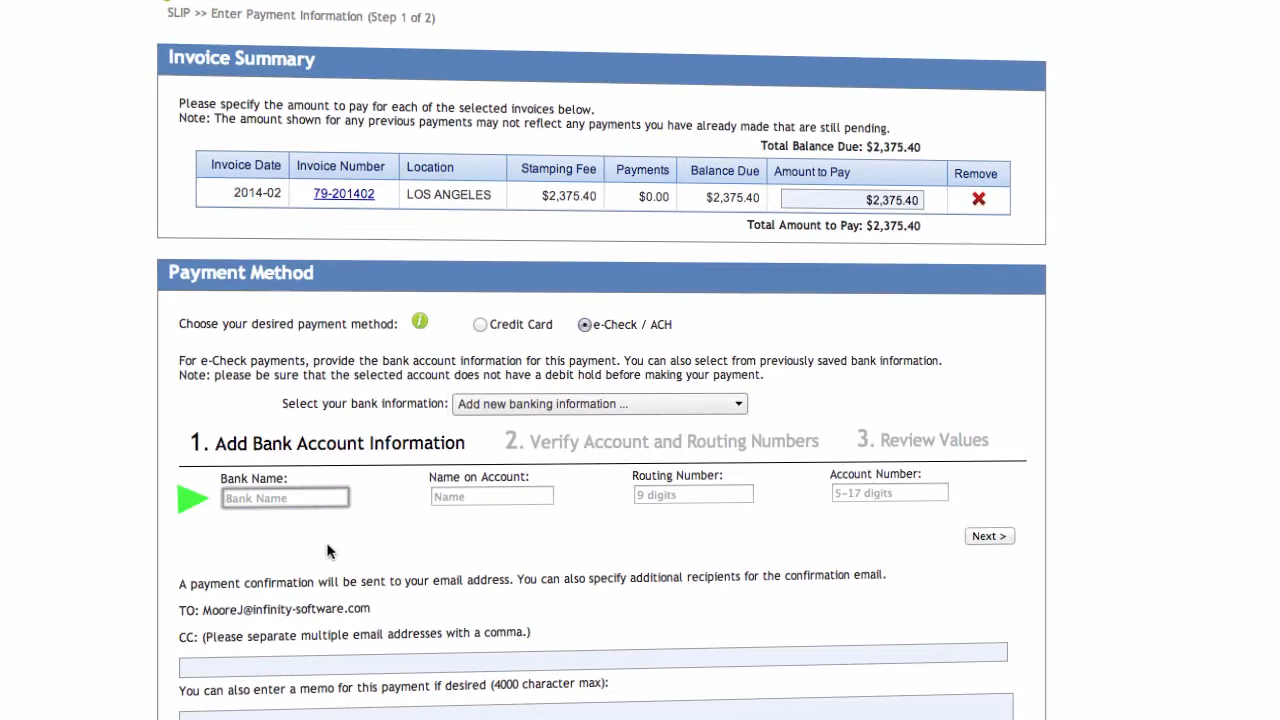 SLIP >> Enter Payment Information (Step 1 of 2)
Invoice Summary
Please specify the amount to pay for each of the selected invoices below.
Note: The amount shown for any previous payments may not reflect any payments you have already made that are still pending.
Total Balance Due: $2,375.40
Invoice Date Invoice Number Location Stamping Fee Payments Balance Due Amount to Pay Remove
2014-02 79-201402 LOS ANGELES $2,375.40 $0.00 $2,375.40 $2,375.40
Total Amount to Pay: $2,375.40
Payment Method
Choose your desired payment method: i Credit Card e-Check / ACH
For e-Check payments, provide the bank account information for this payment. You can also select from previously saved bank information.
Note: please be sure that the selected account does not have a debit hold before making your payment.
Select your bank information: Add new banking information ...
1. Add Bank Account Information 2. Verify Account and Routing Numbers 3. Review Values
Bank Name: Name on Account: Routing Number: Account Number:
Bank Name Name 9 digits 5-17 digits
Next >
A payment confirmation will be sent to your email address. You can also specify additional recipients for the confirmation email.
TO: MooreJ@infinity-software.com
CC: (Please separate multiple email addresses with a comma.)
You can also enter a memo for this payment if desired (4000 character max):